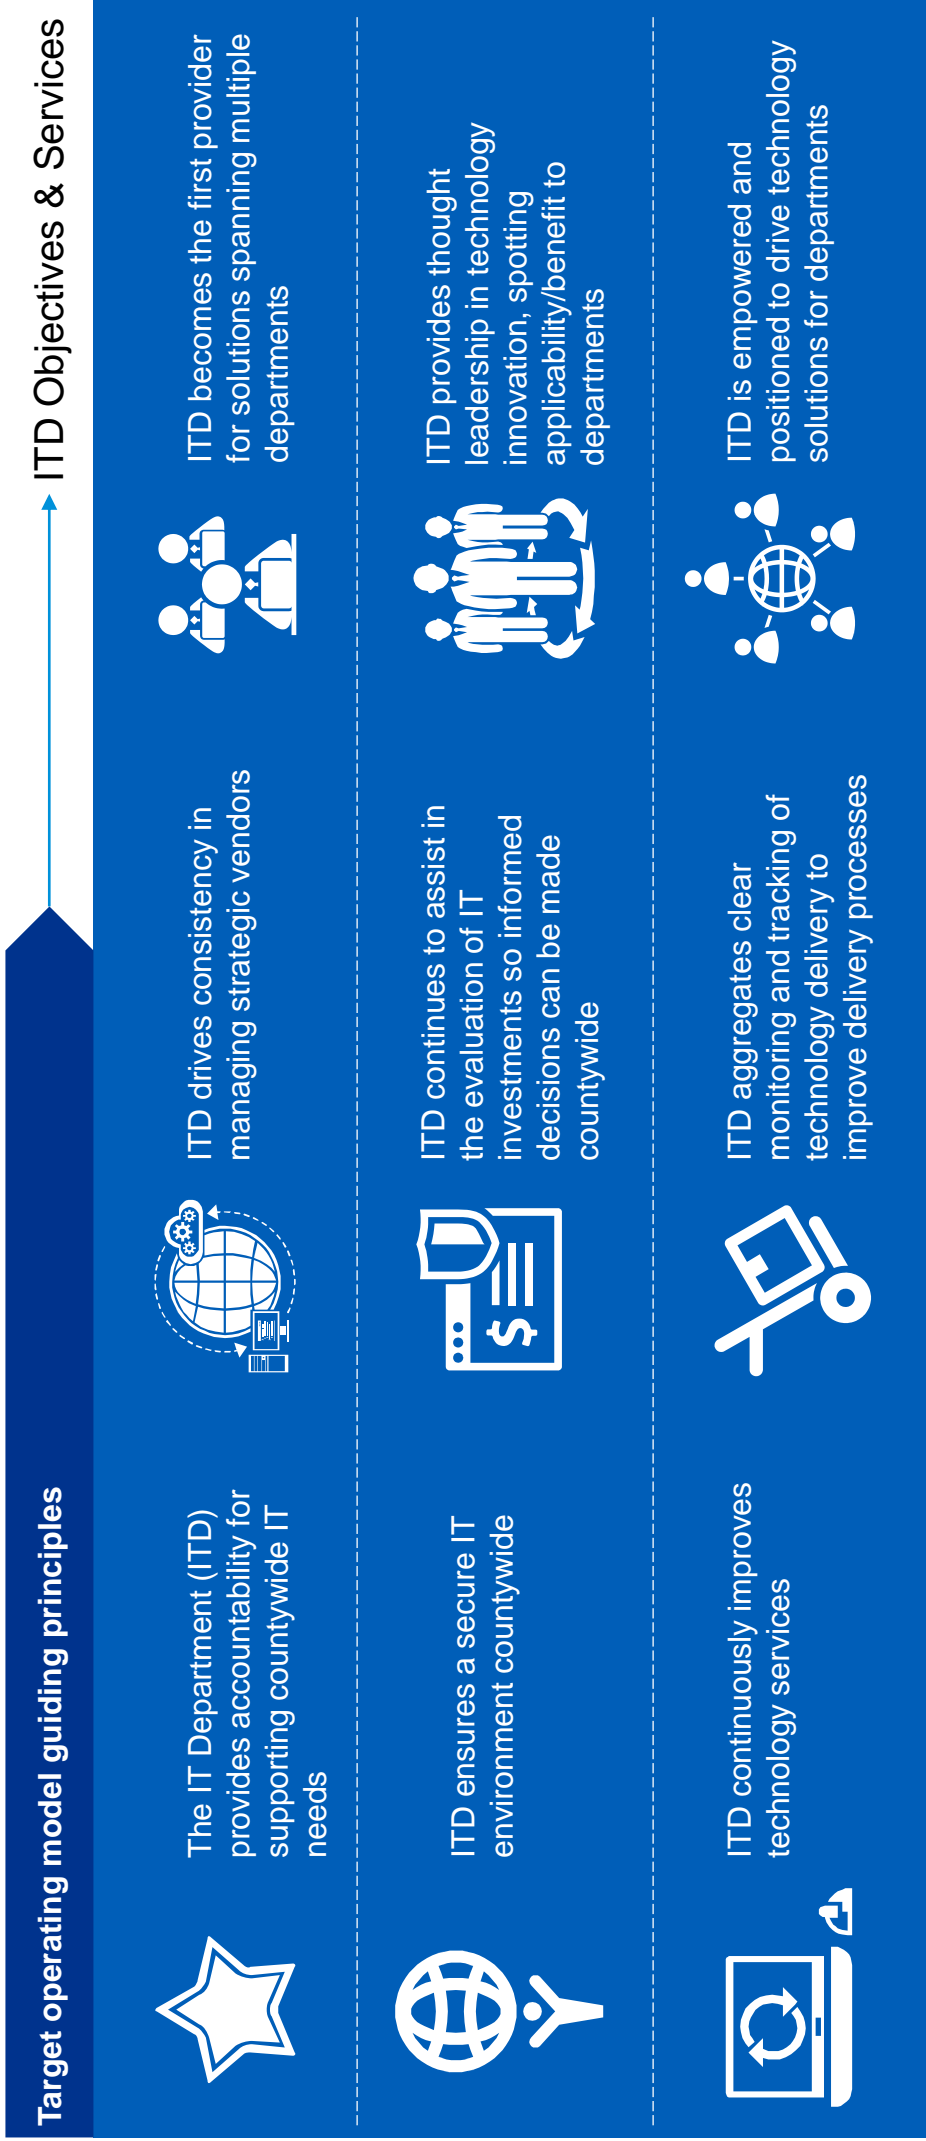 Target operating model guiding principles
ITD Objectives & Services
The IT Department (ITD)
provides accountability for
supporting countywide IT
needs
ITD drives consistency in
managing strategic vendors
ITD becomes the first provider
for solutions spanning multiple
departments
ITD ensures a secure IT
environment countywide
ITD continues to assist in
the evaluation of IT
investments so informed
decisions can be made
countywide
ITD provides thought
leadership in technology
innovation, spotting
applicability/benefit to
departments
ITD continuously improves
technology services
ITD aggregates clear
monitoring and tracking of
technology delivery to
improve delivery processes
ITD is empowered and
positioned to drive technology
solutions for departments
$